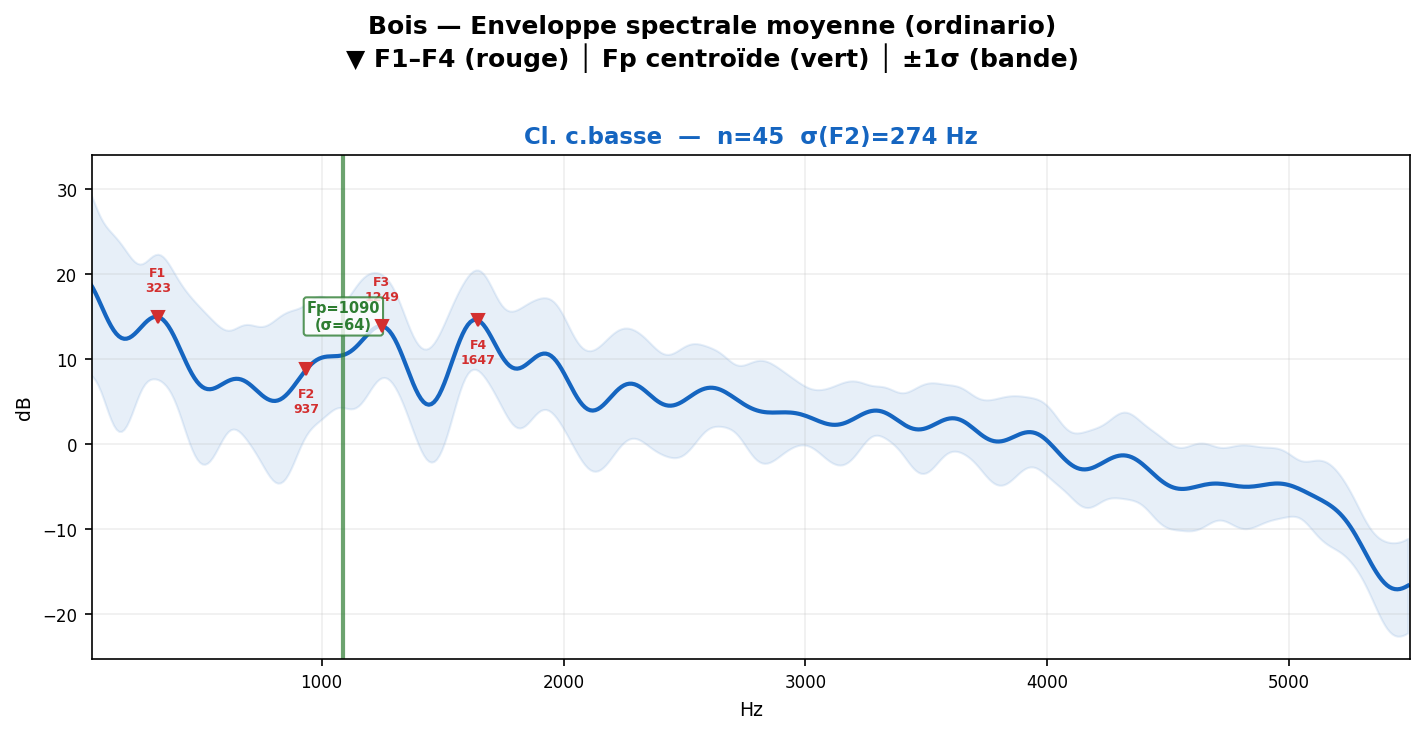 Bois — Enveloppe spectrale moyenne (ordinario)
▼ F1–F4 (rouge) │ Fp centroïde (vert) │ ±1σ (bande)
Cl. c.basse  —  n=45  σ(F2)=274 Hz
dB
30
20
10
0
−10
−20
F1
323
F2
937
Fp=1090
(σ=64)
F3
1249
F4
1647
1000
2000
3000
4000
5000
Hz